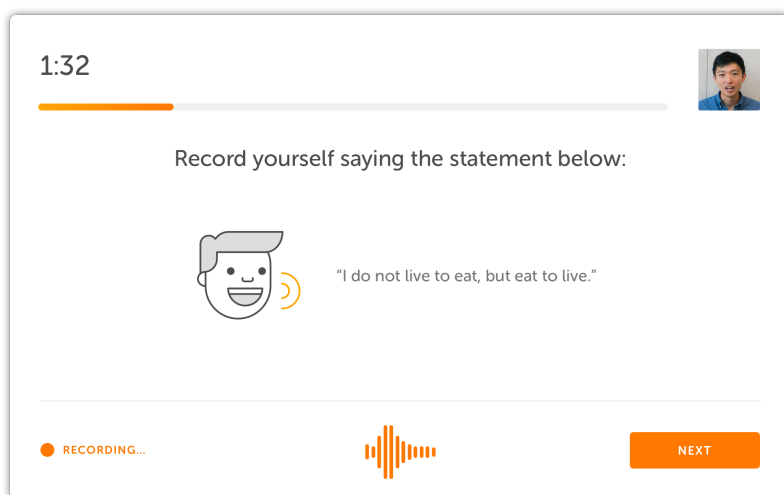 1:32
Record yourself saying the statement below:
“I do not live to eat, but eat to live.”
RECORDING...
NEXT